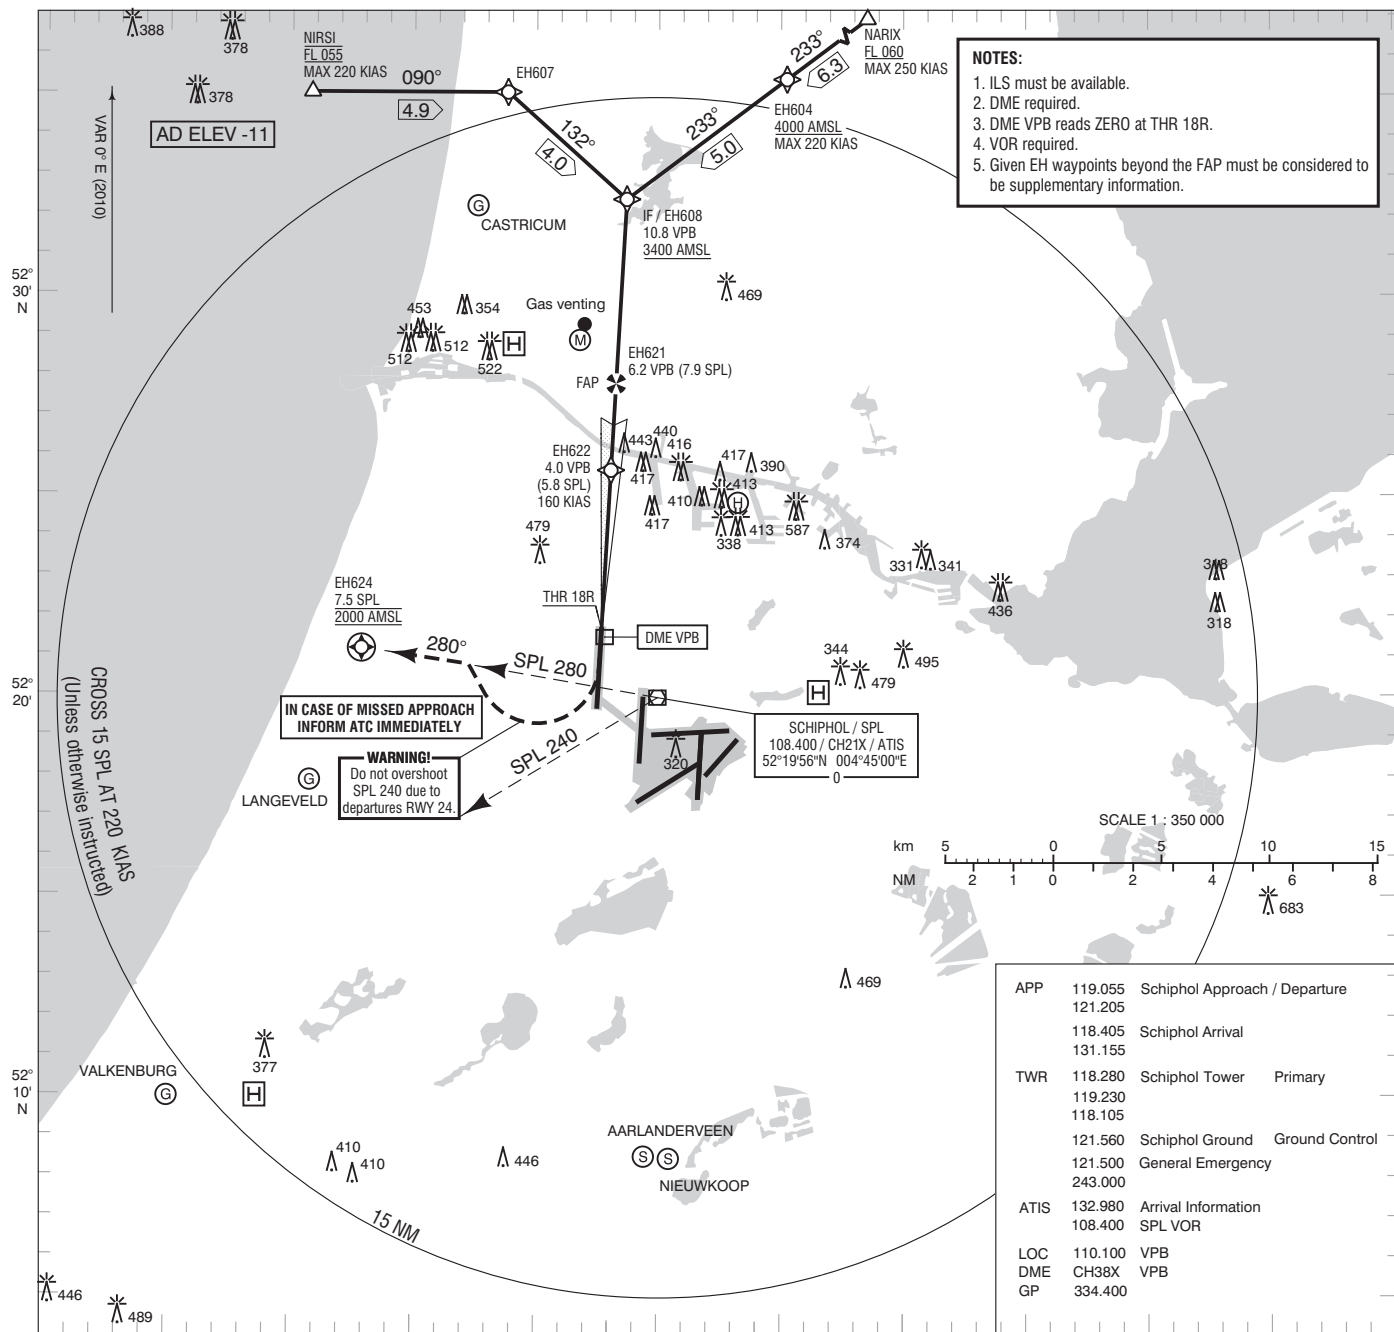 388
378
378
NIRSI
FL 055
MAX 220 KIAS
090°
4.9
EH607
132°
4.0
NARIX
FL 060
MAX 250 KIAS
233°
6.3
EH604
4000 AMSL
MAX 220 KIAS
233°
5.0
NOTES:
1. ILS must be available.
2. DME required.
3. DME VPB reads ZERO at THR 18R.
4. VOR required.
5. Given EH waypoints beyond the FAP must be considered to
be supplementary information.
VAR 0° E (2010)
AD ELEV -11
G
CASTRICUM
IF / EH608
10.8 VPB
3400 AMSL
52°
30'
N
469
453
354
512
512
522
H
Gas venting
M
EH621
6.2 VPB (7.9 SPL)
FAP
EH622
4.0 VPB
(5.8 SPL)
160 KIAS
443
440
416
417
417
390
410
413
H
417
338
413
587
374
479
331
341
436
318
318
EH624
7.5 SPL
2000 AMSL
THR 18R
DME VPB
280°
SPL 280
344
479
495
H
52°
20'
CROSS 15 SPL AT 220 KIAS
(Unless otherwise instructed)
IN CASE OF MISSED APPROACH
INFORM ATC IMMEDIATELY
WARNING!
Do not overshoot
SPL 240 due to
departures RWY 24.
SPL 240
G
LANGEVELD
320
SCHIPHOL / SPL
108.400 / CH21X / ATIS
52°19'56"N 004°45'00"E
0
SCALE 1 : 350 000
km 5 0 5 10 15
NM 2 1 0 2 4 6 8
683
469
377
VALKENBURG
G
H
52°
10'
N
410
410
446
AARLANDERVEEN
S S
NIEUWKOOP
15 NM
446
489
APP 119.055 Schiphol Approach / Departure
121.205
118.405 Schiphol Arrival
131.155
TWR 118.280 Schiphol Tower Primary
119.230
118.105
121.560 Schiphol Ground Ground Control
121.500 General Emergency
243.000
ATIS 132.980 Arrival Information
108.400 SPL VOR
LOC 110.100 VPB
DME CH38X VPB
GP 334.400